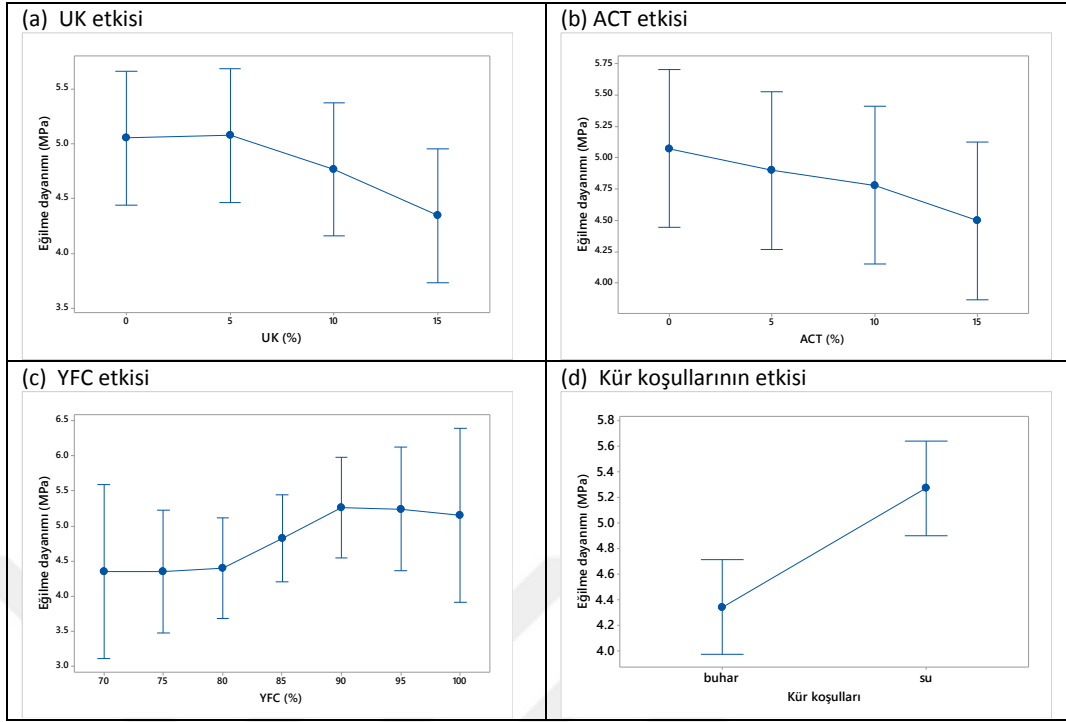 (a) UK etkisi
Eğilme dayanımı (MPa)
5.5
5.0
4.5
4.0
3.5
0 5 10 15
UK (%)
(b) ACT etkisi
Eğilme dayanımı (MPa)
5.75
5.50
5.25
5.00
4.75
4.50
4.25
4.00
0 5 10 15
ACT (%)
(c) YFC etkisi
Eğilme dayanımı (MPa)
6.5
6.0
5.5
5.0
4.5
4.0
3.5
3.0
70 75 80 85 90 95 100
YFC (%)
(d) Kür koşullarının etkisi
Eğilme dayanımı (MPa)
5.8
5.6
5.4
5.2
5.0
4.8
4.6
4.4
4.2
4.0
buhar su
Kür koşulları